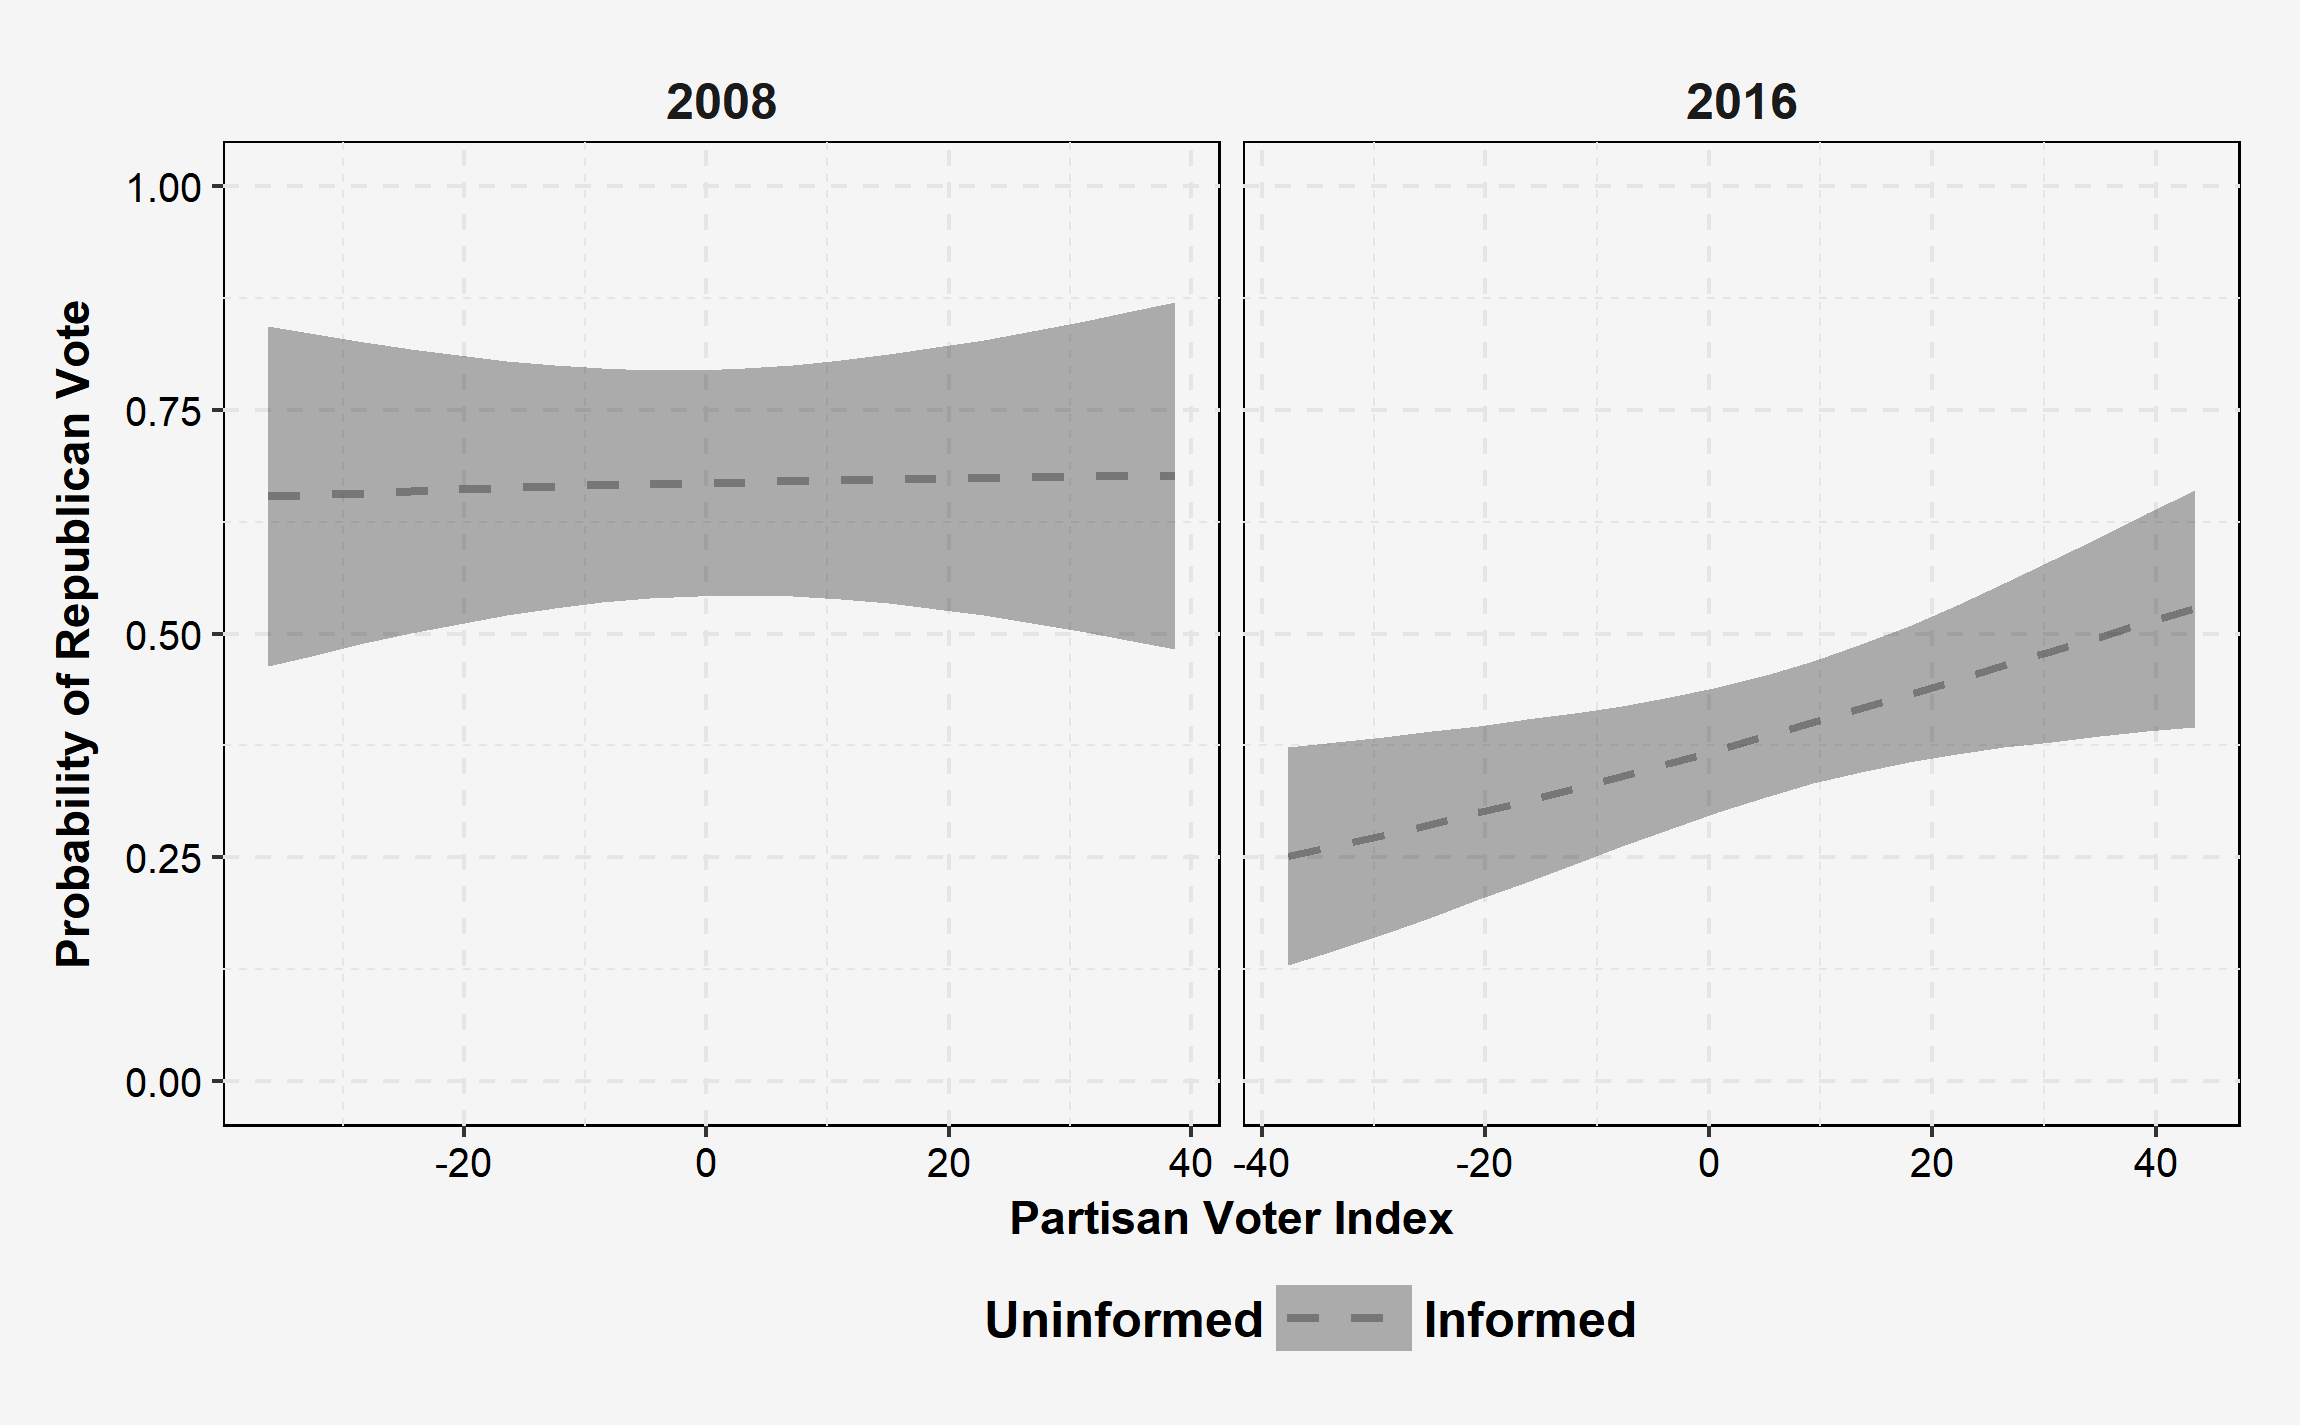 2008 2016
Probability of Republican Vote
1.00
0.75
0.50
0.25
0.00
-20 0 20 40 -40 -20 0 20 40
Partisan Voter Index
Uninformed Informed